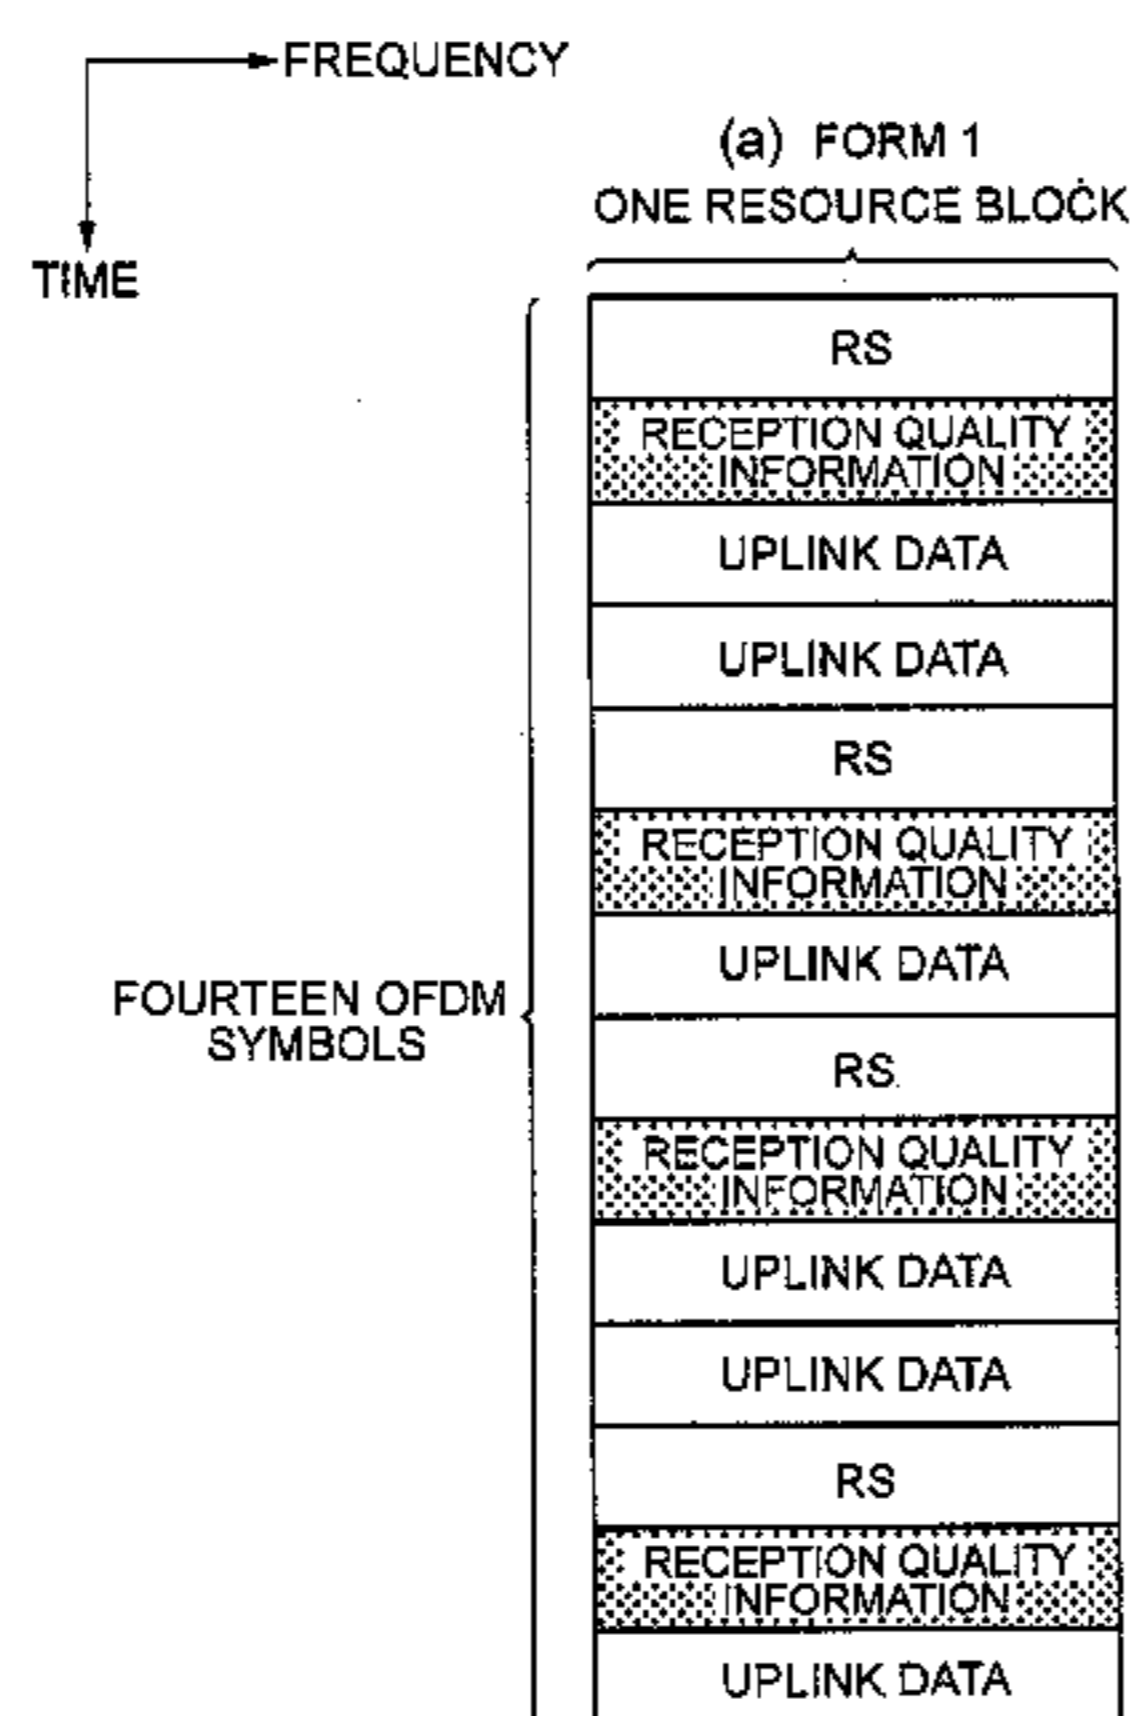 FREQUENCY
TIME
(a) FORM 1
ONE RESOURCE BLOCK
RS
RECEPTION QUALITY
INFORMATION
UPLINK DATA
UPLINK DATA
RS
RECEPTION QUALITY
INFORMATION
UPLINK DATA
FOURTEEN OFDM
SYMBOLS
RS
RECEPTION QUALITY
INFORMATION
UPLINK DATA
UPLINK DATA
RS
RECEPTION QUALITY
INFORMATION
UPLINK DATA